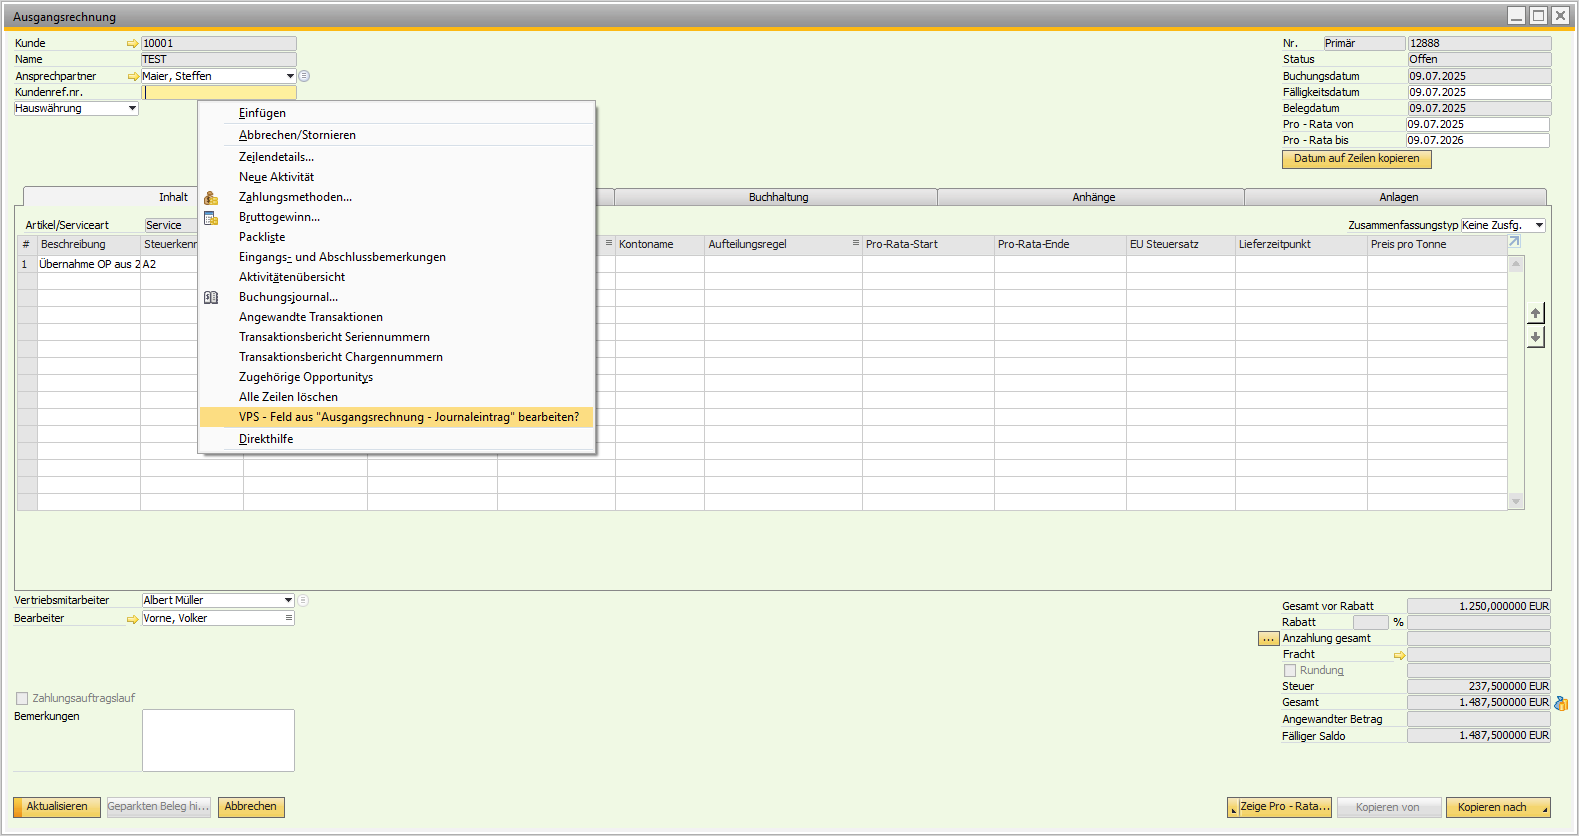 Ausgangsrechnung
Kunde 10001
Name TEST
Ansprechpartner Maier, Steffen
Kundenref.nr.
Hauswährung
Nr. Primär 12888
Status Offen
Buchungsdatum 09.07.2025
Fälligkeitsdatum 09.07.2025
Belegdatum 09.07.2025
Pro - Rata von 09.07.2025
Pro - Rata bis 09.07.2026
Datum auf Zeilen kopieren
Einfügen
Abbrechen/Stornieren
Zeilendetails...
Neue Aktivität
Zahlungsmethoden...
Bruttogewinn...
Packliste
Eingangs- und Abschlussbemerkungen
Aktivitätenübersicht
Buchungsjournal...
Angewandte Transaktionen
Transaktionsbericht Seriennummern
Transaktionsbericht Chargennummern
Zugehörige Opportunitys
Alle Zeilen löschen
VPS - Feld aus "Ausgangsrechnung - Journaleintrag" bearbeiten?
Direkthilfe
Inhalt Buchhaltung Anhänge Anlagen
Artikel/Serviceart Service
Zusammenfassungstyp Keine Zusfg.
# Beschreibung Steuerkenn Kontoname Aufteilungsregel Pro-Rata-Start Pro-Rata-Ende EU Steuersatz Lieferzeitpunkt Preis pro Tonne
1 Übernahme OP aus 2 A2
Vertriebsmitarbeiter Albert Müller
Bearbeiter Vorne, Volker
Zahlungsauftragslauf
Bemerkungen
Gesamt vor Rabatt 1.250,000000 EUR
Rabatt %
... Anzahlung gesamt
Fracht
Rundung
Steuer 237,500000 EUR
Gesamt 1.487,500000 EUR
Angewandter Betrag
Fälliger Saldo 1.487,500000 EUR
Aktualisieren Geparkten Beleg hi... Abbrechen
Zeige Pro - Rata... Kopieren von Kopieren nach